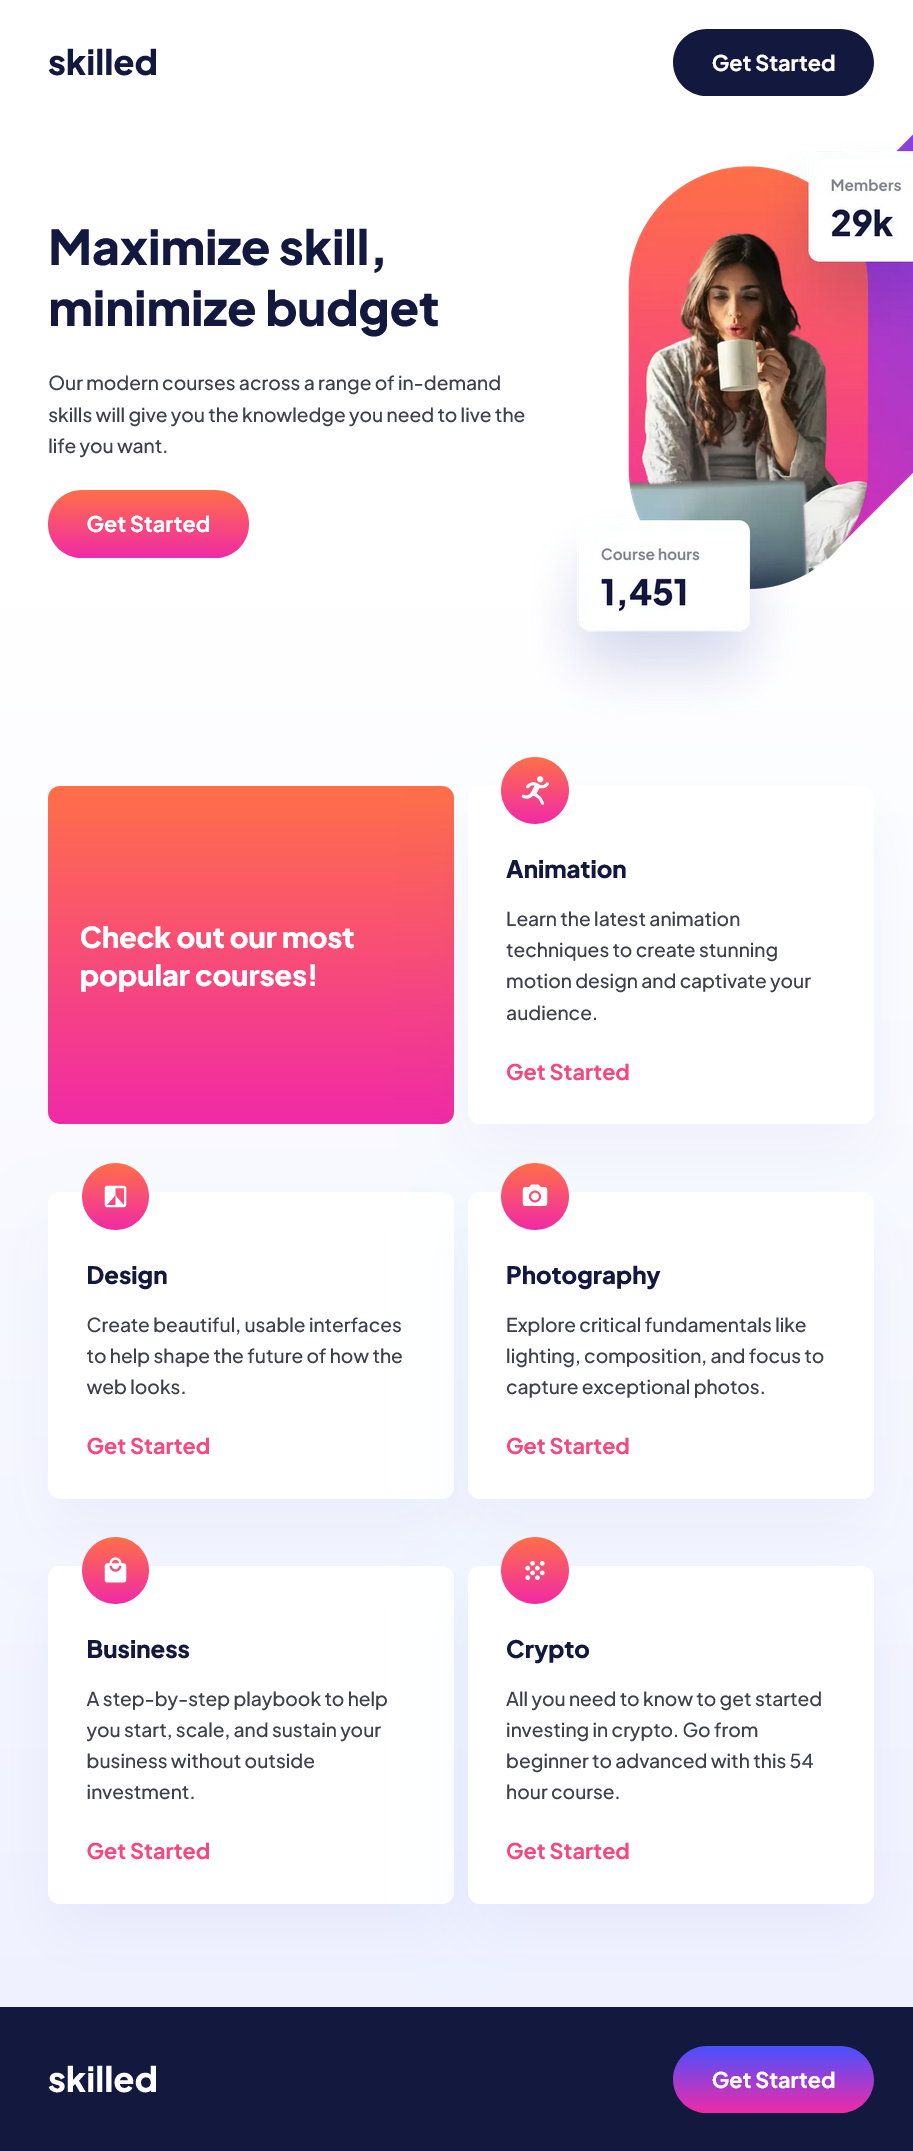 skilled
Get Started
Maximize skill,
minimize budget
Our modern courses across a range of in-demand
skills will give you the knowledge you need to live the
life you want.
Get Started
Members
29k
Course hours
1,451
Check out our most
popular courses!
Animation
Learn the latest animation
techniques to create stunning
motion design and captivate your
audience.
Get Started
Design
Create beautiful, usable interfaces
to help shape the future of how the
web looks.
Get Started
Photography
Explore critical fundamentals like
lighting, composition, and focus to
capture exceptional photos.
Get Started
Business
A step-by-step playbook to help
you start, scale, and sustain your
business without outside
investment.
Get Started
Crypto
All you need to know to get started
investing in crypto. Go from
beginner to advanced with this 54
hour course.
Get Started
skilled
Get Started